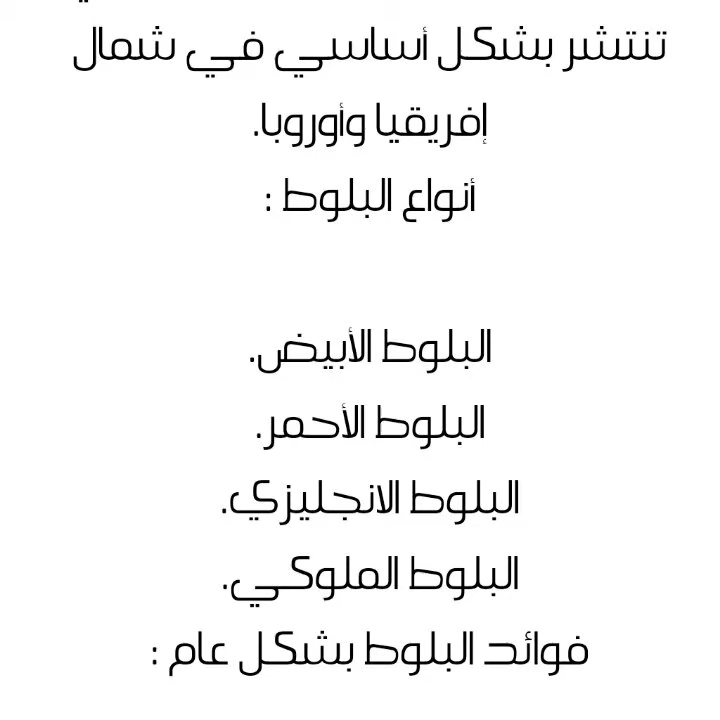 تنتشر بشكل أساسي في شمال
إفريقيا وأوروبا.
أنواع البلوط :
البلوط الأبيض.
البلوط الأحمر.
البلوط الانجليزي.
البلوط الملوكي.
فوائد البلوط بشكل عام :